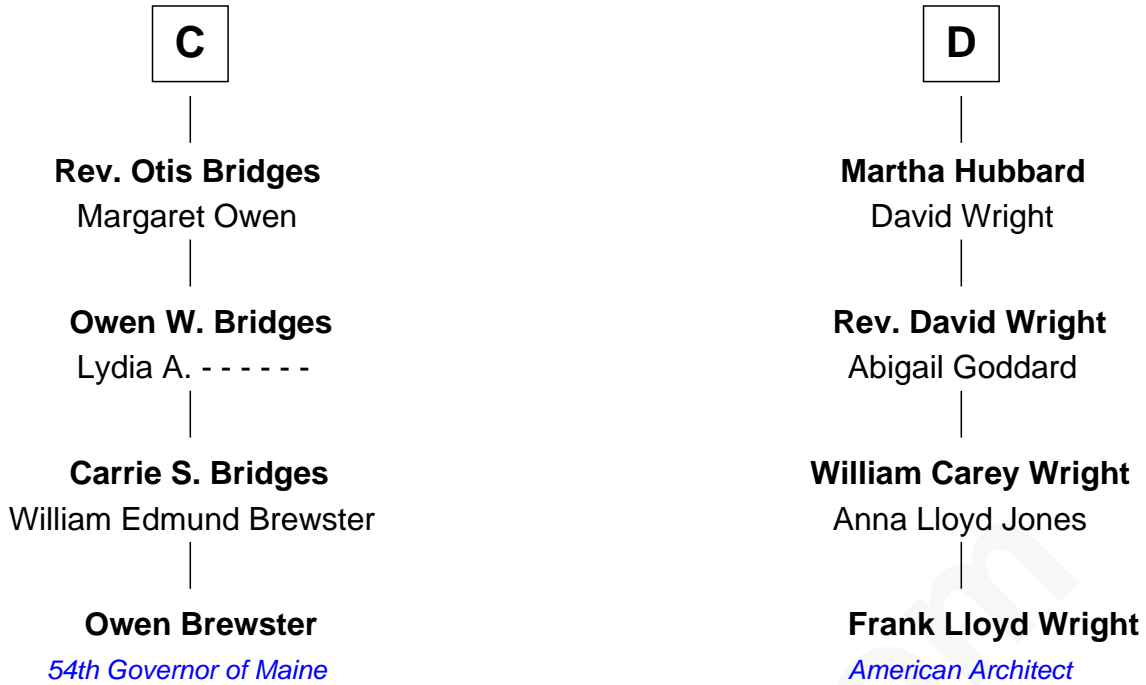 C
Rev. Otis Bridges
Margaret Owen
Owen W. Bridges
Lydia A. - - - - - -
Carrie S. Bridges
William Edmund Brewster
Owen Brewster
54th Governor of Maine
D
Martha Hubbard
David Wright
Rev. David Wright
Abigail Goddard
William Carey Wright
Anna Lloyd Jones
Frank Lloyd Wright
American Architect